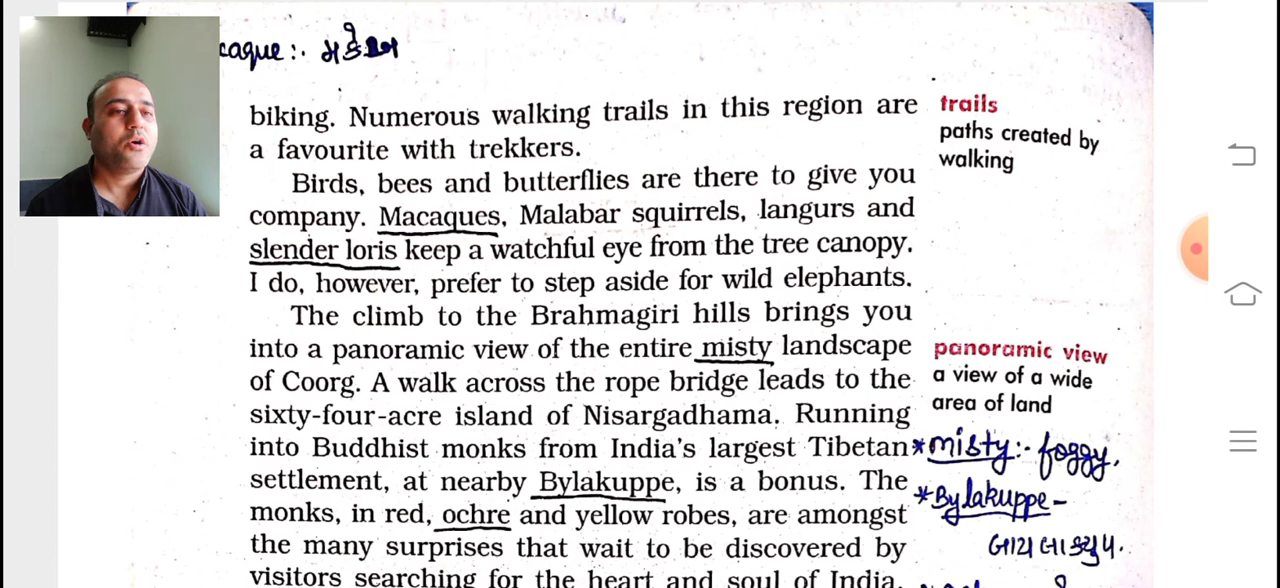 caque:- મકેક
biking. Numerous walking trails in this region are
a favourite with trekkers.
Birds, bees and butterflies are there to give you
company. Macaques, Malabar squirrels, langurs and
slender loris keep a watchful eye from the tree canopy.
I do, however, prefer to step aside for wild elephants.
The climb to the Brahmagiri hills brings you
into a panoramic view of the entire misty landscape
of Coorg. A walk across the rope bridge leads to the
sixty-four-acre island of Nisargadhama. Running
into Buddhist monks from India's largest Tibetan
settlement, at nearby Bylakuppe, is a bonus. The
monks, in red, ochre and yellow robes, are amongst
the many surprises that wait to be discovered by
visitors searching for the heart and soul of India,
trails
paths created by
walking
panoramic view
a view of a wide
area of land
*misty:- foggy.
*Bylakuppe-